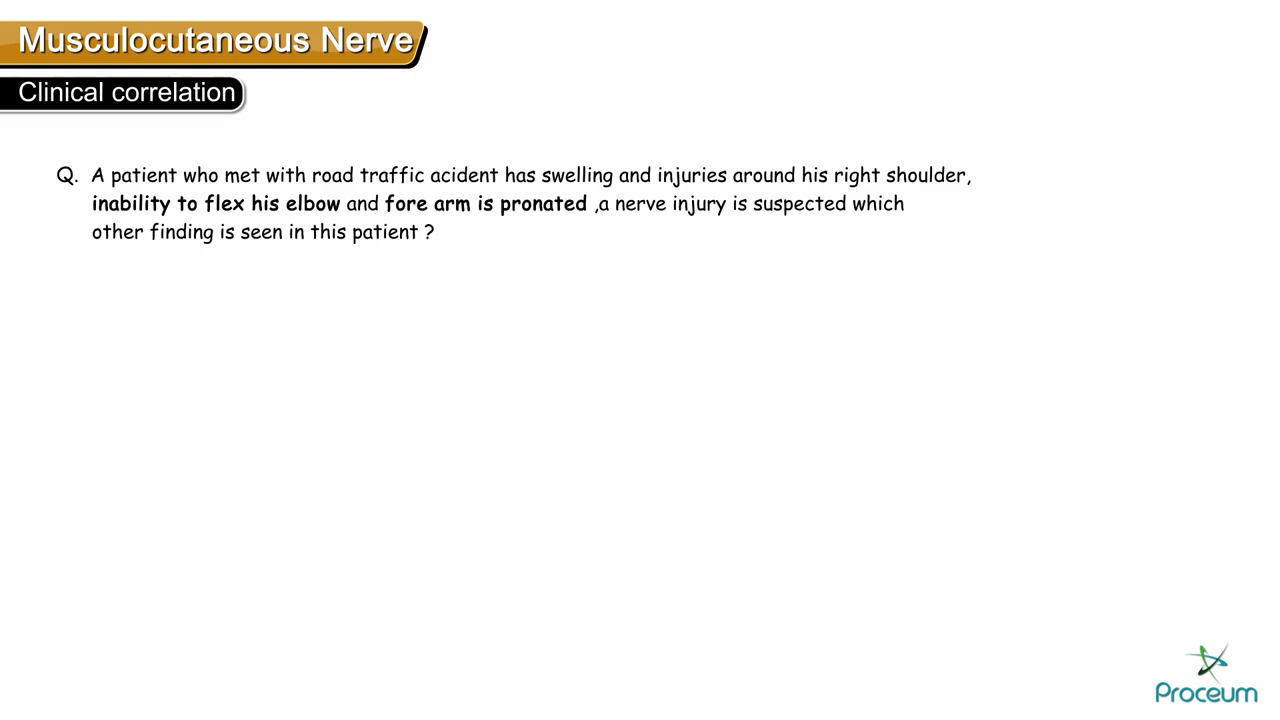 Musculocutaneous Nerve
Clinical correlation
Q. A patient who met with road traffic acident has swelling and injuries around his right shoulder,
inability to flex his elbow and fore arm is pronated ,a nerve injury is suspected which
other finding is seen in this patient ?
Proceum